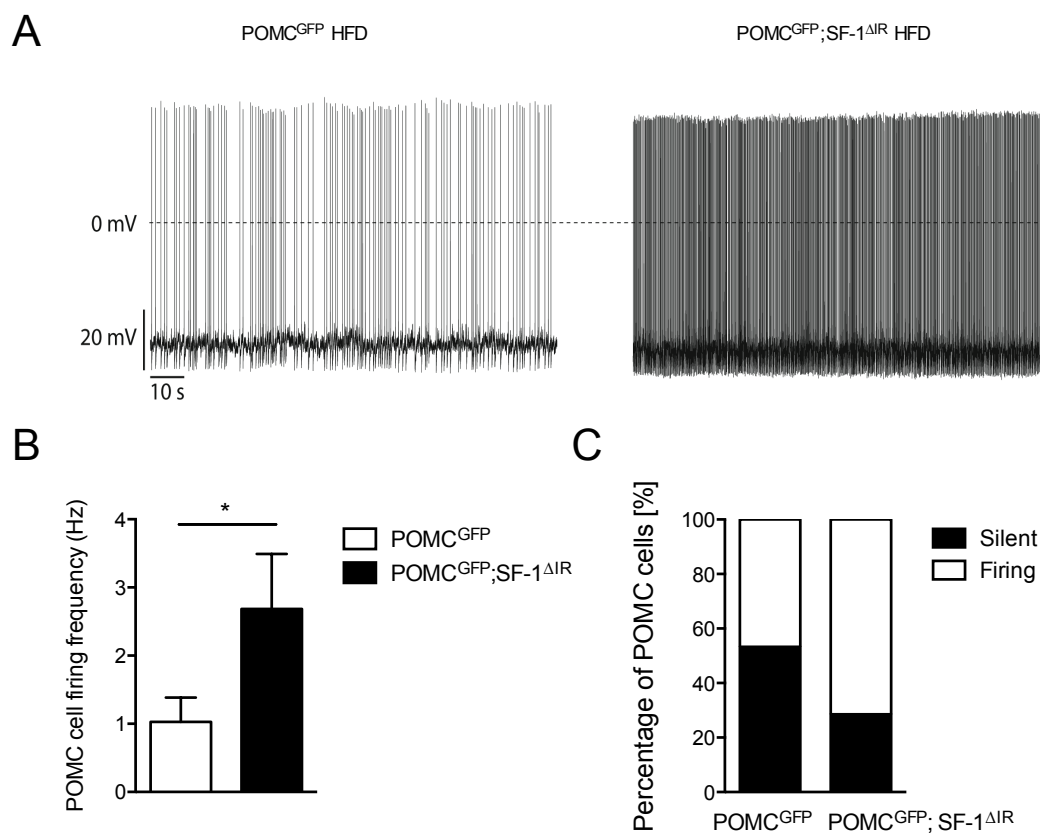 A
POMC^GFP HFD
POMC^GFP;SF-1^ΔIR HFD
0 mV
20 mV
10 s
B
POMC cell firing frequency (Hz)
4
3
2
1
0
*
POMC^GFP
POMC^GFP;SF-1^ΔIR
C
Percentage of POMC cells [%]
100
80
60
40
20
0
POMC^GFP
POMC^GFP; SF-1^ΔIR
Silent
Firing